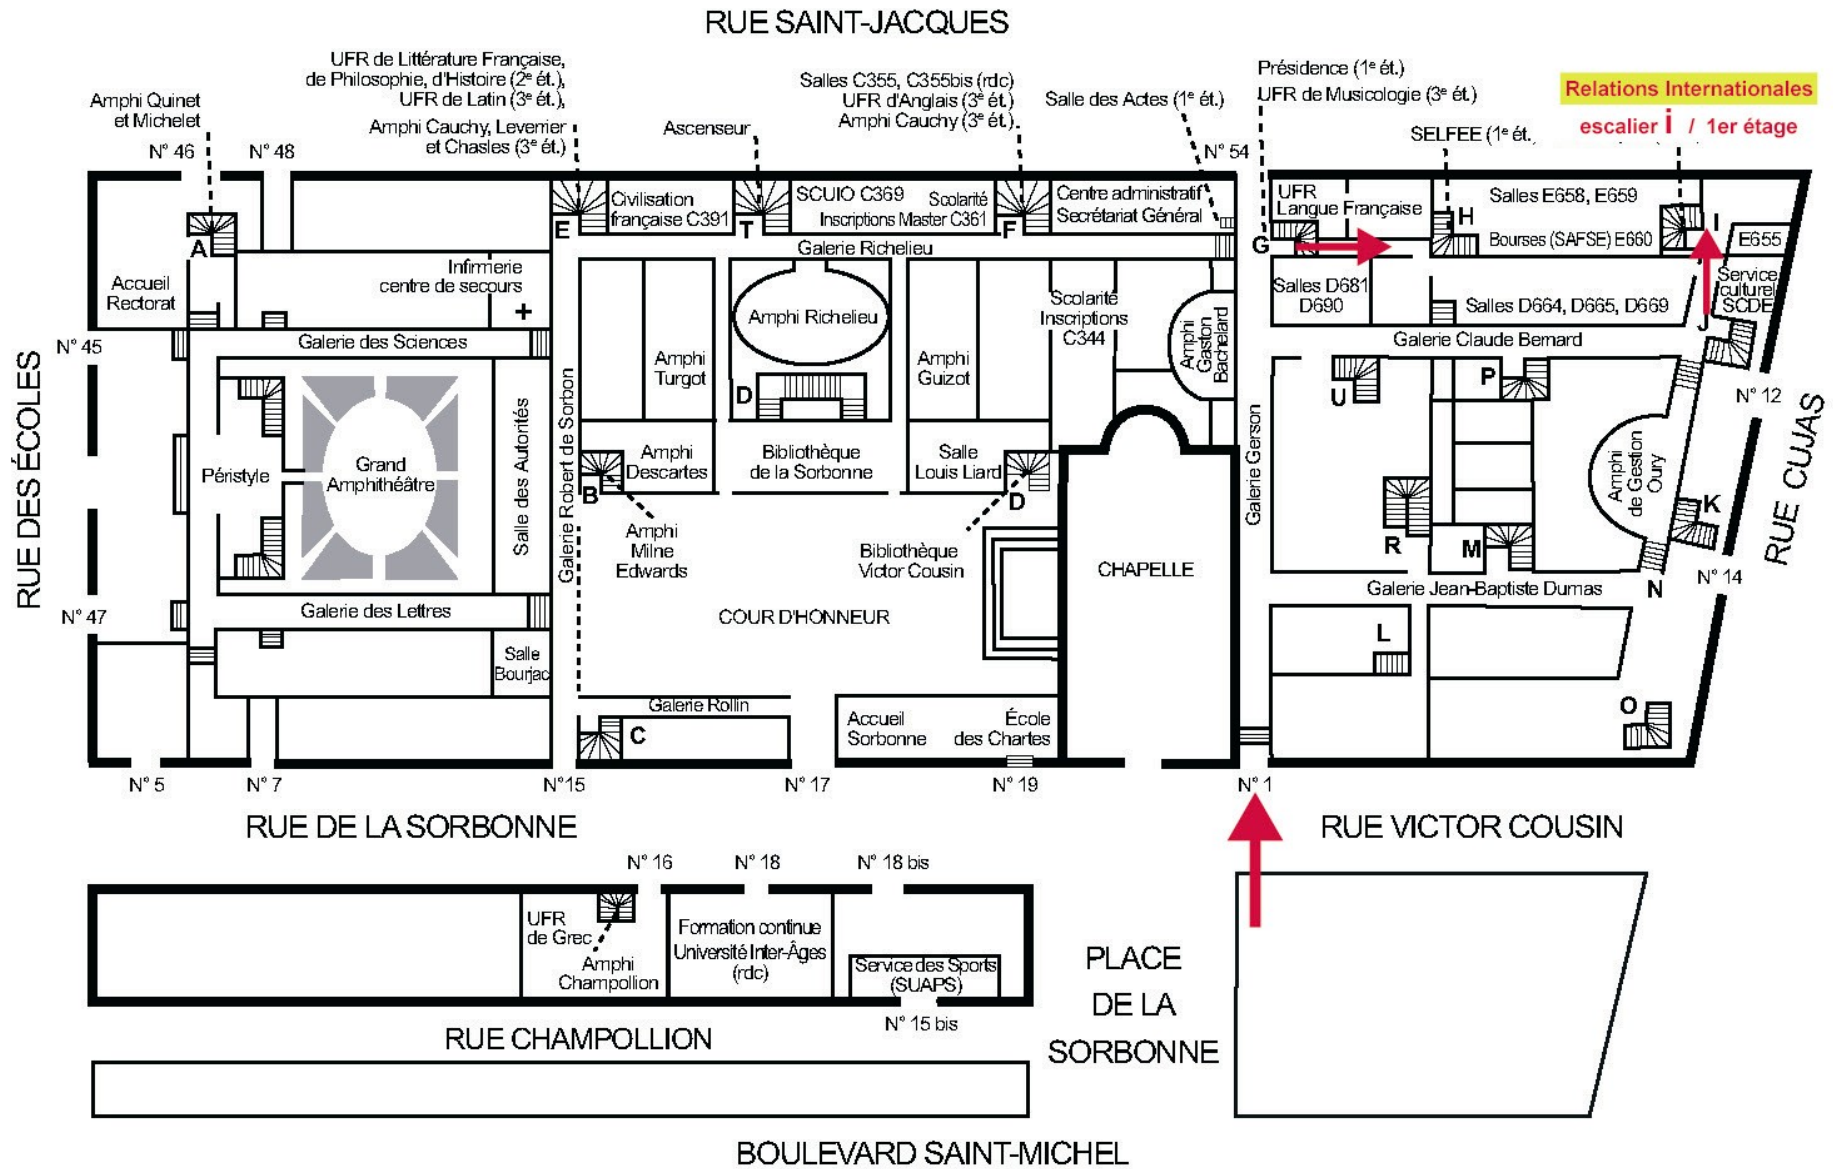 RUE SAINT-JACQUES
UFR de Littérature Française,
de Philosophie, d'Histoire (2e ét.),
UFR de Latin (3e ét.),
Amphi Cauchy, Leverrier
et Chasles (3e ét.)
Amphi Quinet
et Michelet
Ascenseur
Salles C355, C355bis (rdc)
UFR d'Anglais (3e ét.)
Amphi Cauchy (3e ét.)
Salle des Actes (1e ét.)
Présidence (1e ét.)
UFR de Musicologie (3e ét.)
SELFEE (1e ét.
Relations Internationales
escalier i / 1er étage
N° 46
N° 48
N° 54
A
E
Civilisation
française C391
T
SCUIO C369
Scolarité
Inscriptions Master C361
F
Centre administratif
Secrétariat Général
G
UFR
Langue Française
H
Salles E658, E659
Bourses (SAFSE) E660
I
E655
Galerie Richelieu
Accueil
Rectorat
Infirmerie
centre de secours
+
Amphi Richelieu
Scolarité
Inscriptions
C344
Amphi
Gaston
Bachelard
Salles D681
D690
Salles D664, D665, D669
Service
culturel
SCDE
J
RUE DES ÉCOLES
N° 45
Galerie des Sciences
Galerie Claude Bernard
Amphi
Turgot
D
Amphi
Guizot
U
P
N° 12
RUE CUJAS
Péristyle
Grand
Amphithéâtre
Salle des Autorités
Galerie Robert de Sorbon
B
Amphi
Descartes
Bibliothèque
de la Sorbonne
Salle
Louis Liard
D
Galerie Gerson
Amphi
de Gestion
Oury
K
R
M
Amphi
Milne
Edwards
Bibliothèque
Victor Cousin
CHAPELLE
N° 14
N
Galerie Jean-Baptiste Dumas
N° 47
Galerie des Lettres
COUR D'HONNEUR
L
Salle
Bourjac
Galerie Rollin
C
Accueil
Sorbonne
École
des Chartes
O
N° 5
N° 7
N°15
N° 17
N° 19
N° 1
RUE DE LA SORBONNE
RUE VICTOR COUSIN
N° 16
N° 18
N° 18 bis
UFR
de Grec
Amphi
Champollion
Formation continue
Université Inter-Âges
(rdc)
Service des Sports
(SUAPS)
N° 15 bis
PLACE
DE LA
SORBONNE
RUE CHAMPOLLION
BOULEVARD SAINT-MICHEL